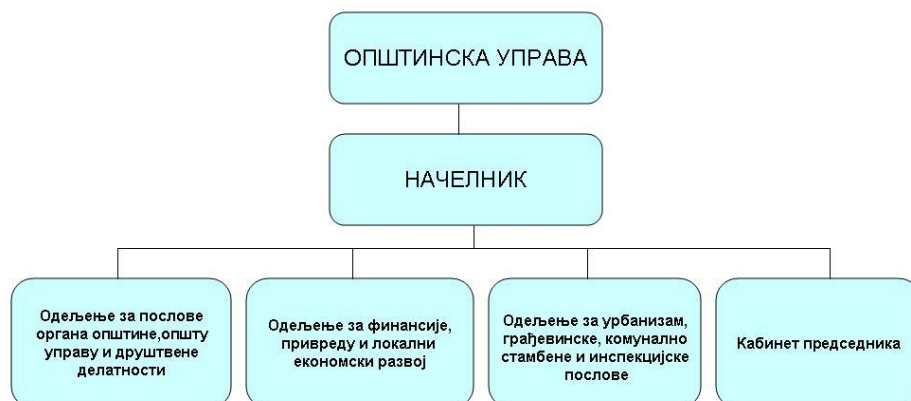 ОПШТИНСКА УПРАВА
НАЧЕЛНИК
Одељење за послове
органа општине,општу
управу и друштвене
делатности
Одељење за финансије,
привреду и локални
економски развој
Одељење за урбанизам,
грађевинске, комунално
стамбене и инспекцијске
послове
Кабинет председника